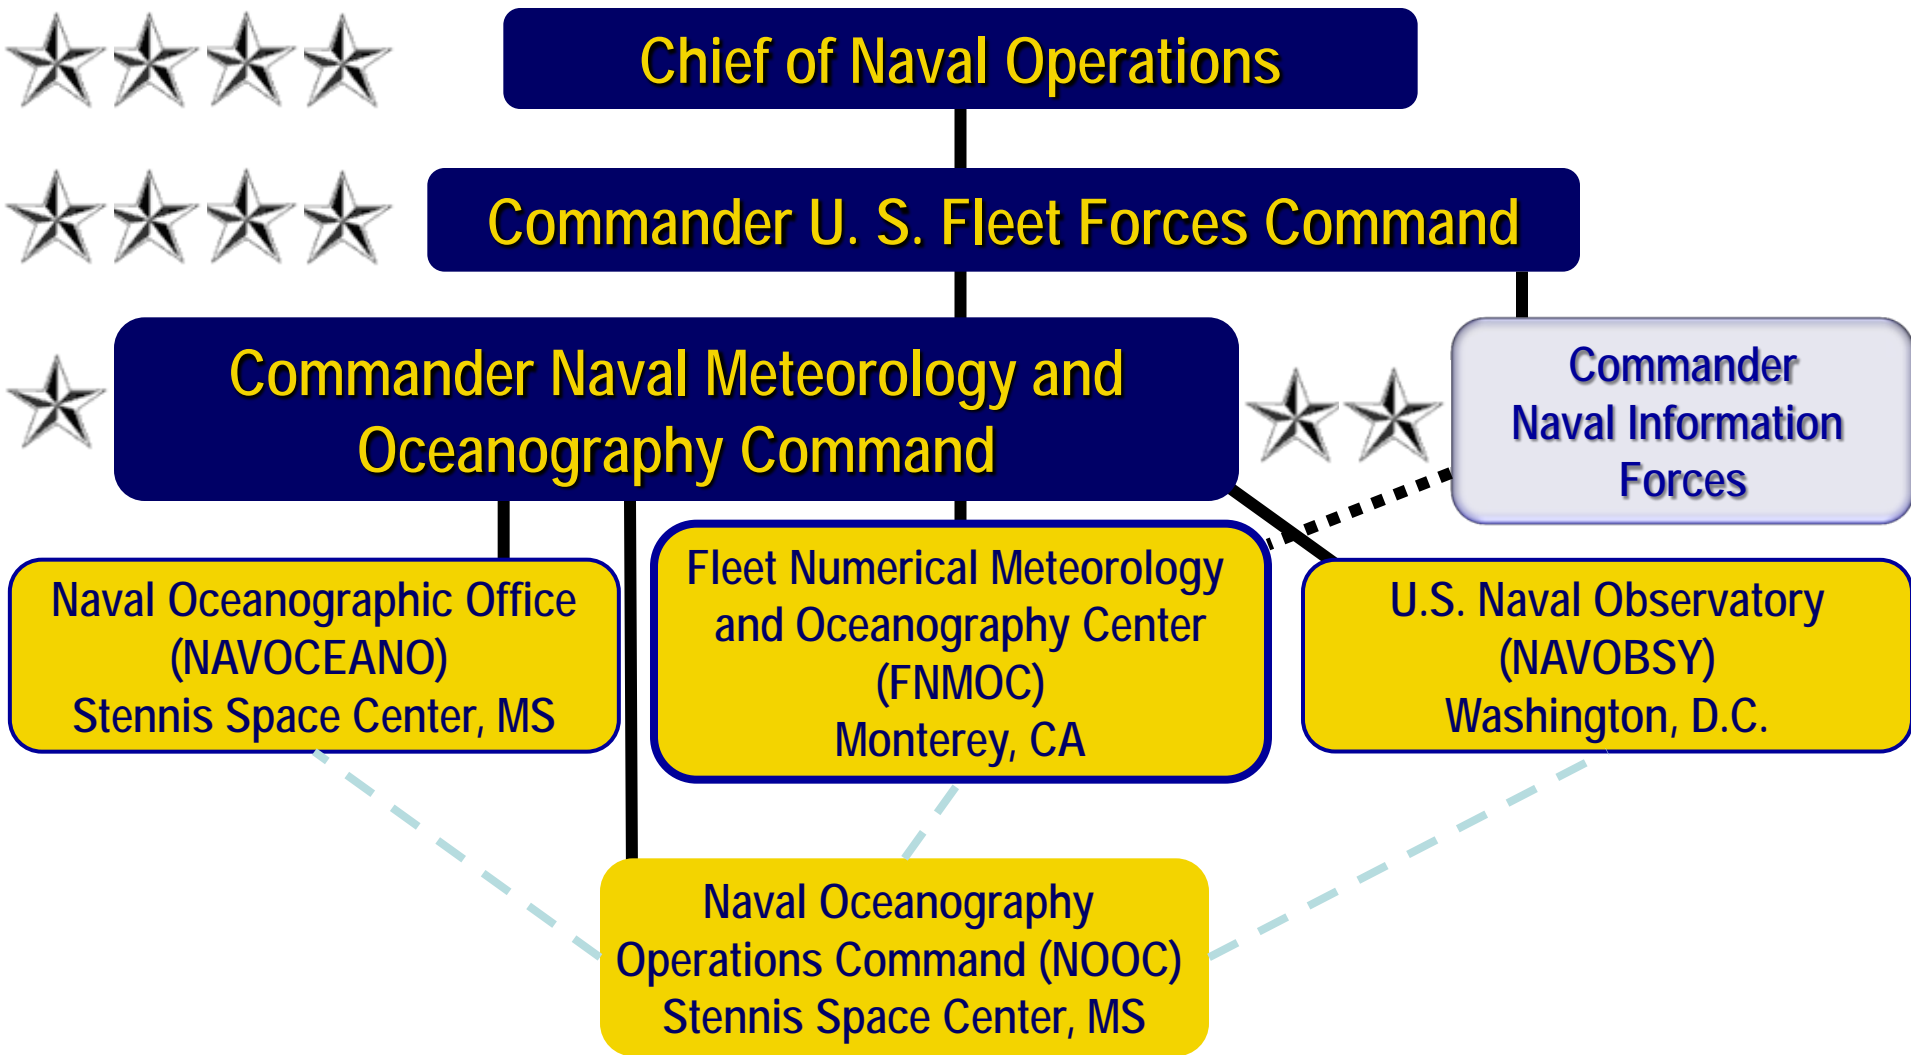 Chief of Naval Operations
Commander U. S. Fleet Forces Command
Commander Naval Meteorology and
Oceanography Command
Commander
Naval Information
Forces
Naval Oceanographic Office
(NAVOCEANO)
Stennis Space Center, MS
Fleet Numerical Meteorology
and Oceanography Center
(FNMOC)
Monterey, CA
U.S. Naval Observatory
(NAVOBSY)
Washington, D.C.
Naval Oceanography
Operations Command (NOOC)
Stennis Space Center, MS